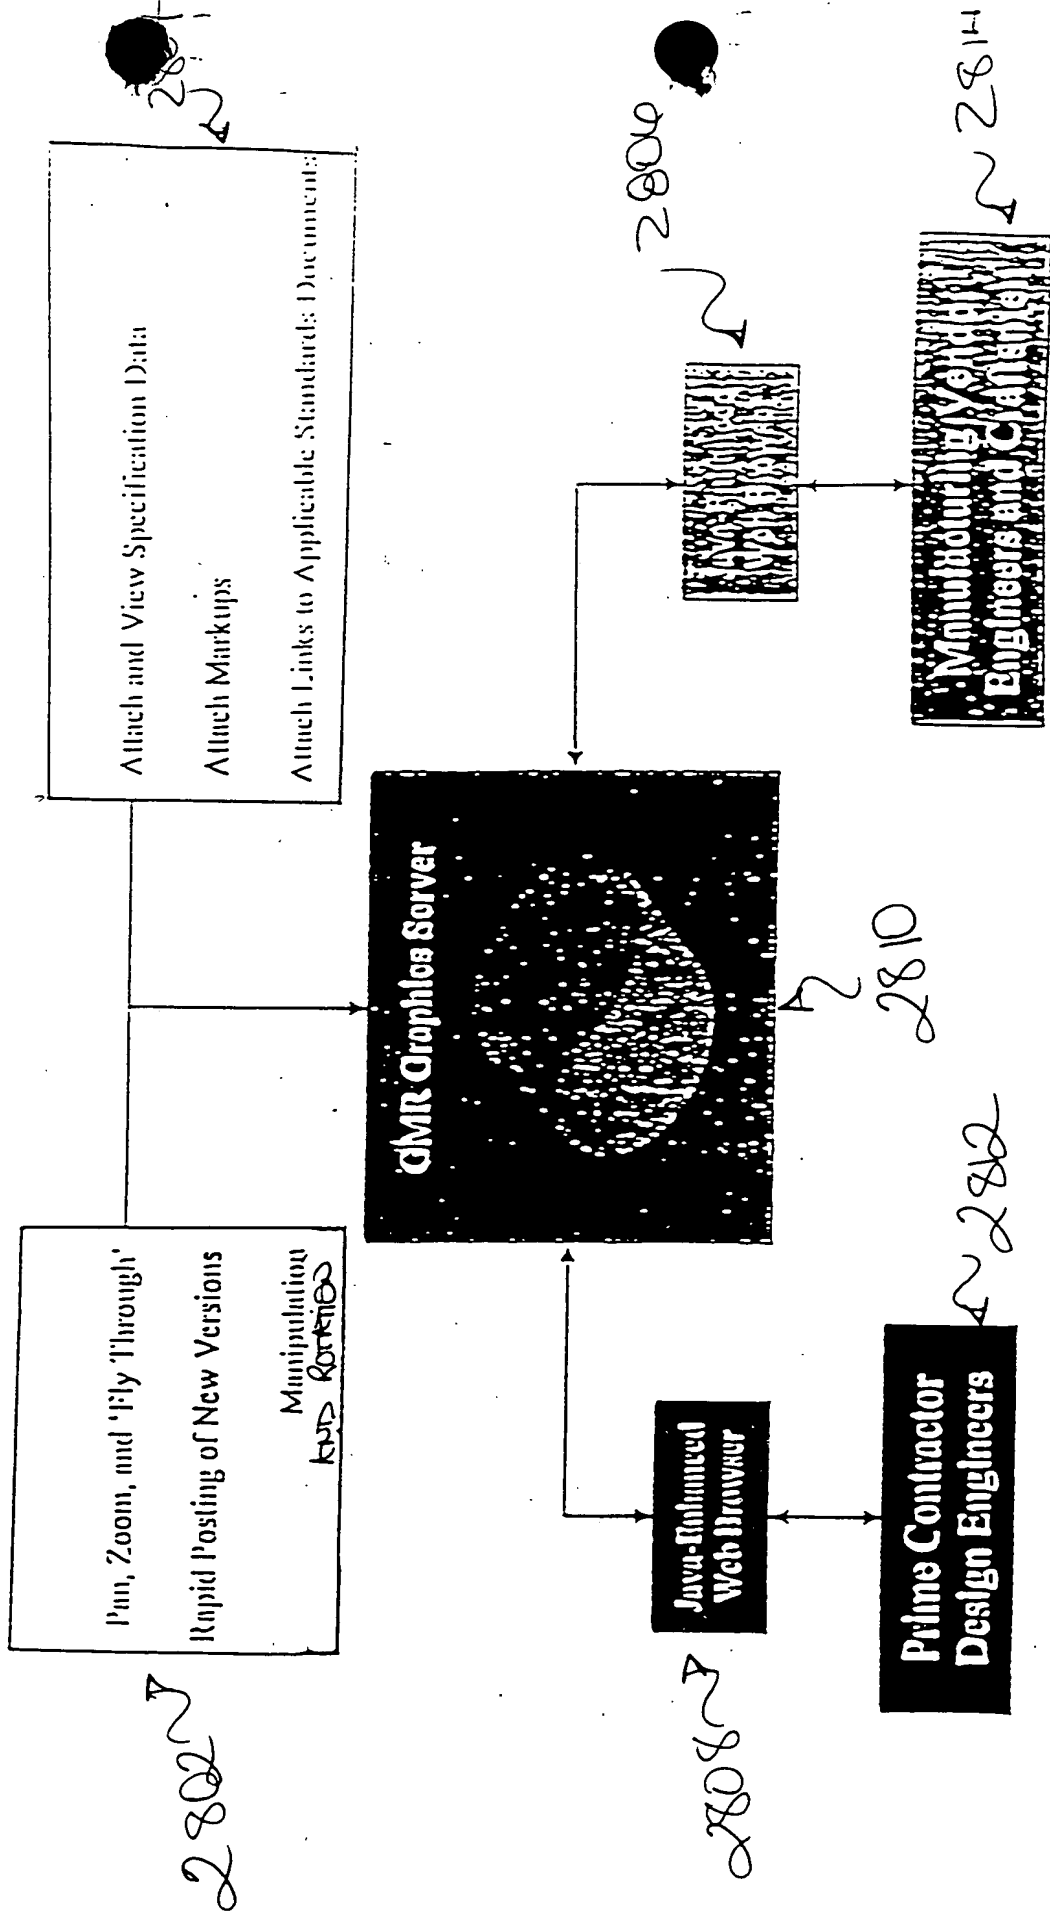 2802
Pan, Zoom, and 'Fly Through'
Rapid Posting of New Versions
Manipulation
AND ROTATION
Attach and View Specification Data
Attach Markups
Attach Links to Applicable Standards Documents
GMR Graphics Server
2810
2808
Java-Enhanced
Web Browser
2806
Prime Contractor
Design Engineers
2812
Manufacturing Vendor
Engineers and
2814